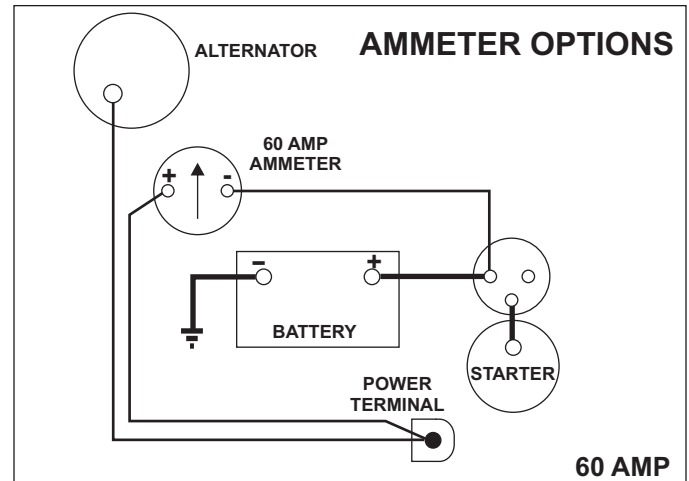 AMMETER OPTIONS
ALTERNATOR
60 AMP
AMMETER
+
-
-
+
BATTERY
STARTER
POWER
TERMINAL
60 AMP